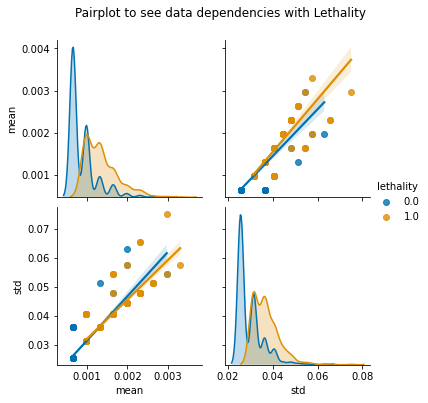 Pairplot to see data dependencies with Lethality
0.004
0.003
0.002
0.001
mean
lethality
0.0
1.0
0.07
0.06
0.05
0.04
0.03
std
0.001 0.002 0.003
mean
0.02 0.04 0.06 0.08
std